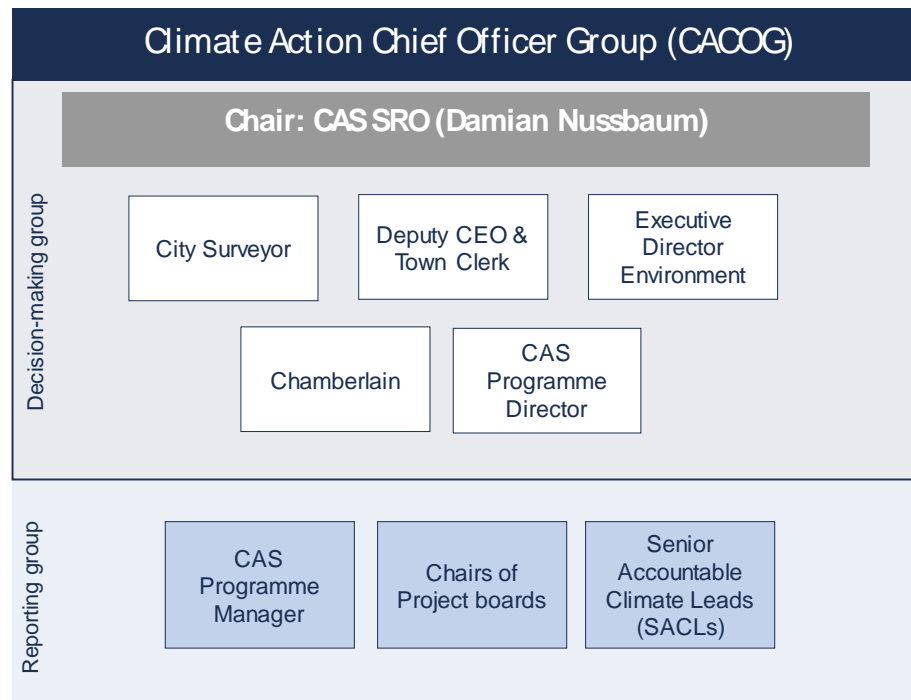 Climate Action Chief Officer Group (CACOG)
Chair: CAS SRO (Damian Nussbaum)
Decision-making group
City Surveyor
Deputy CEO &
Town Clerk
Executive
Director
Environment
Chamberlain
CAS
Programme
Director
Reporting group
CAS
Programme
Manager
Chairs of
Project boards
Senior
Accountable
Climate Leads
(SACLs)